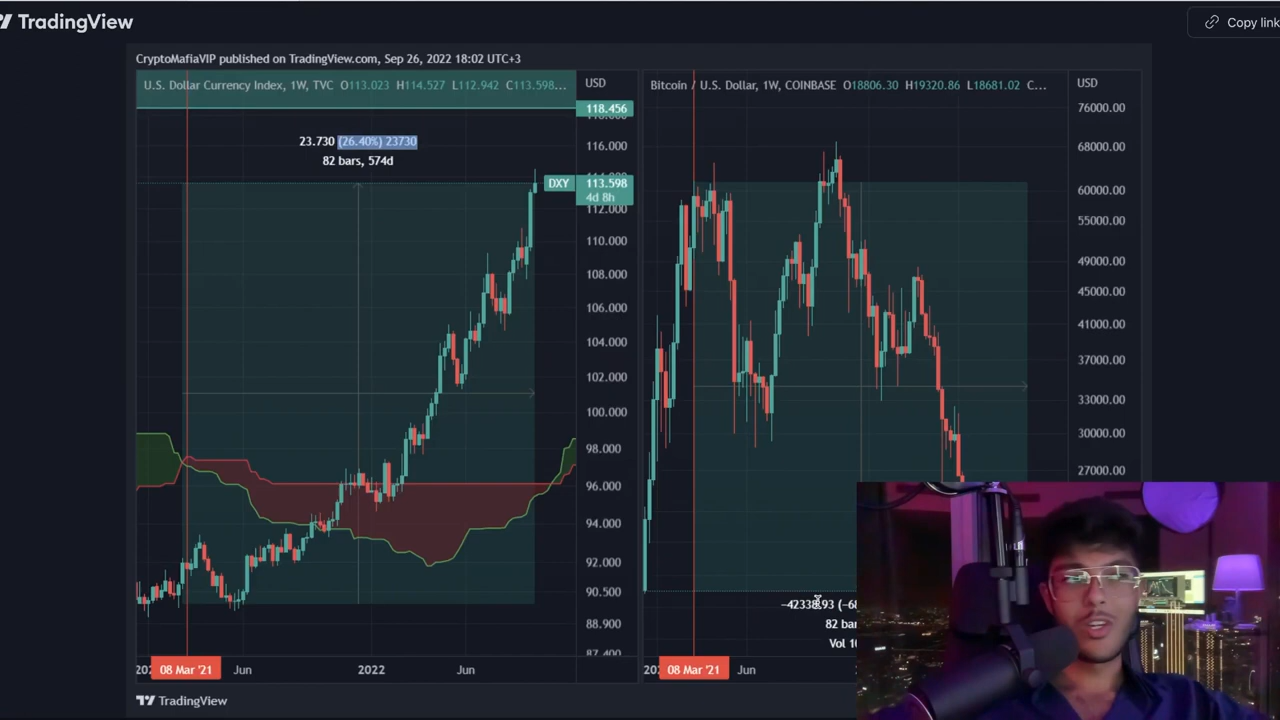 TradingView
Copy link
CryptoMafiaVIP published on TradingView.com, Sep 26, 2022 18:02 UTC+3
U.S. Dollar Currency Index, 1W, TVC O113.023 H114.527 L112.942 C113.598...
USD
118.456
116.000
DXY 113.598
4d 8h
112.000
110.000
108.000
106.000
104.000
102.000
100.000
98.000
96.000
94.000
92.000
90.500
88.900
87.400
23.730 (26.40%) 23730
82 bars, 574d
08 Mar '21 Jun 2022 Jun
Bitcoin / U.S. Dollar, 1W, COINBASE O18806.30 H19320.86 L18681.02 C...
USD
76000.00
68000.00
60000.00
55000.00
49000.00
45000.00
41000.00
37000.00
33000.00
30000.00
27000.00
08 Mar '21 Jun
TradingView